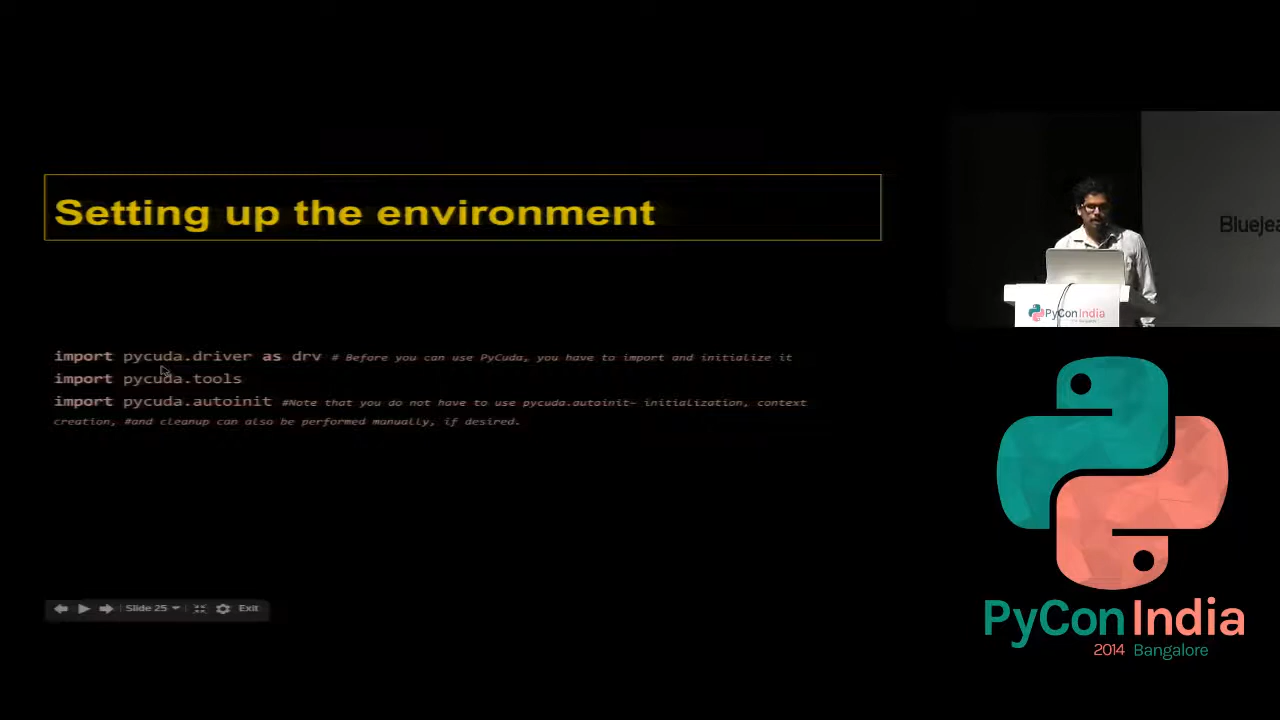 Setting up the environment
import pycuda.driver as drv # Before you can use PyCuda, you have to import and initialize it
import pycuda.tools
import pycuda.autoinit #Note that you do not have to use pycuda.autoinit- initialization, context
creation, #and cleanup can also be performed manually, if desired.
Slide 25 Exit
BlueJea
PyCon India
PyCon India
2014 Bangalore